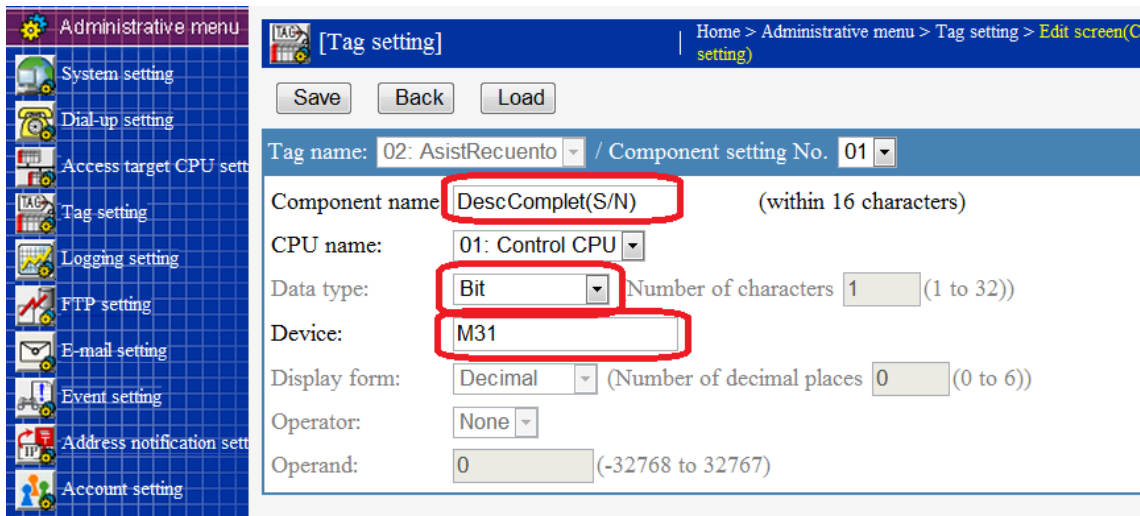 Administrative menu
System setting
Dial-up setting
Access target CPU sett
Tag setting
Logging setting
FTP setting
E-mail setting
Event setting
Address notification sett
Account setting
TAG
[Tag setting]
Home > Administrative menu > Tag setting > Edit screen(C
setting)
Save Back Load
Tag name: 02: AsistRecuento / Component setting No. 01
Component name DescComplet(S/N) (within 16 characters)
CPU name: 01: Control CPU
Data type: Bit Number of characters 1 (1 to 32))
Device: M31
Display form: Decimal (Number of decimal places 0 (0 to 6))
Operator: None
Operand: 0 (-32768 to 32767)